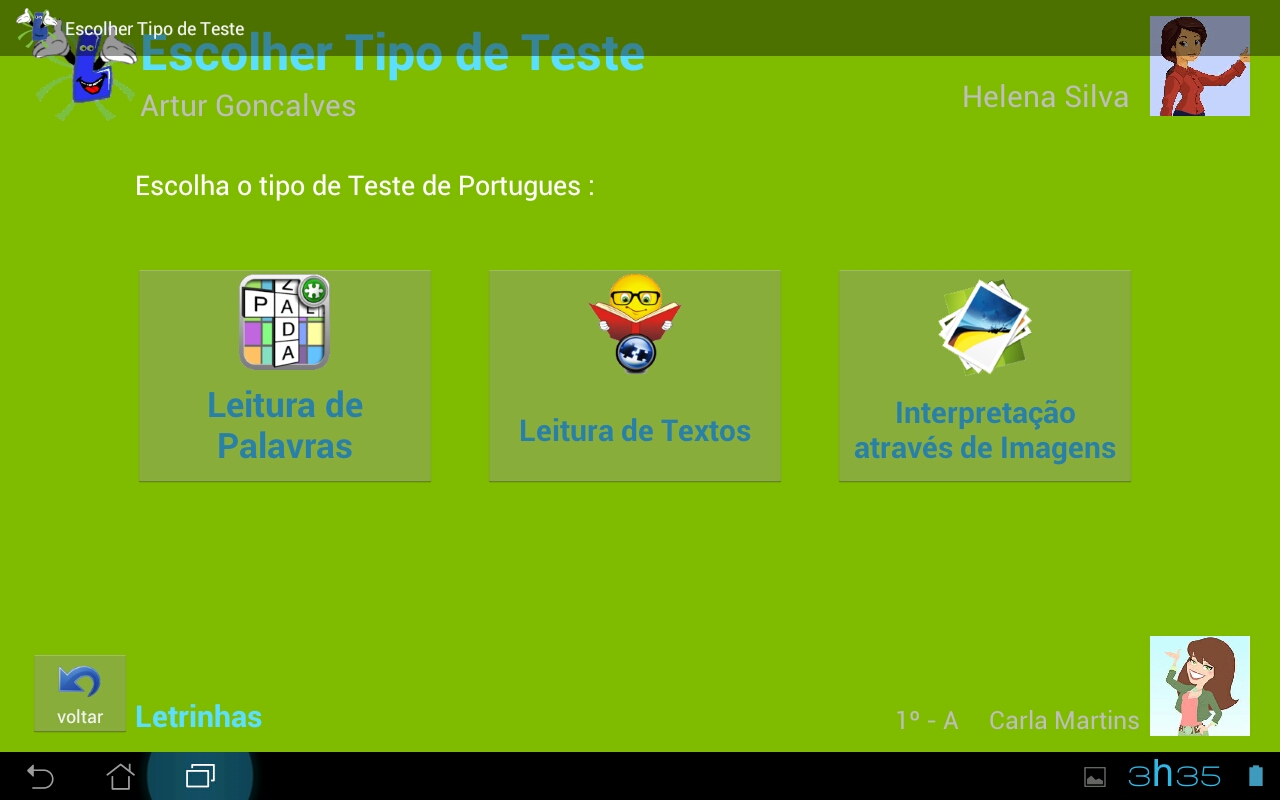 Escolher Tipo de Teste
Escolher Tipo de Teste
Artur Goncalves
Helena Silva
Escolha o tipo de Teste de Portugues :
Z
P A L
D
A
Leitura de
Palavras
Leitura de Textos
Interpretação
através de Imagens
voltar
Letrinhas
1º - A
Carla Martins
3h35